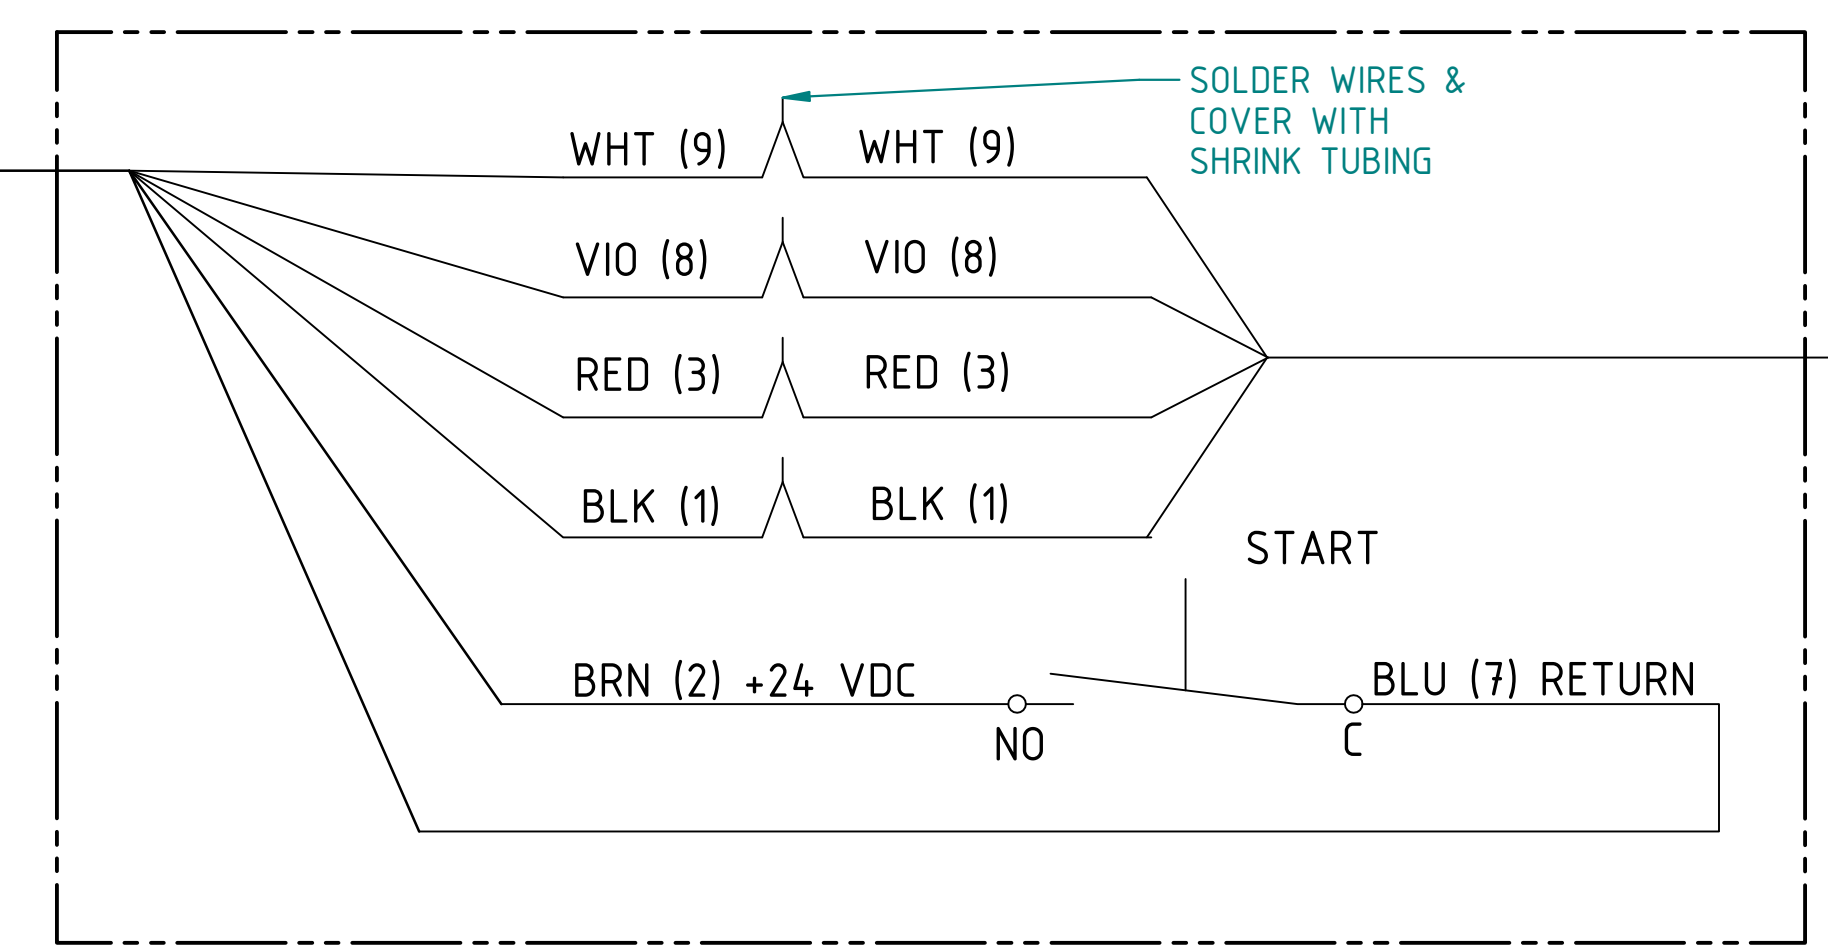 SOLDER WIRES &
COVER WITH
SHRINK TUBING
WHT (9) WHT (9)
VIO (8) VIO (8)
RED (3) RED (3)
BLK (1) BLK (1)
START
BRN (2) +24 VDC BLU (7) RETURN
NO C